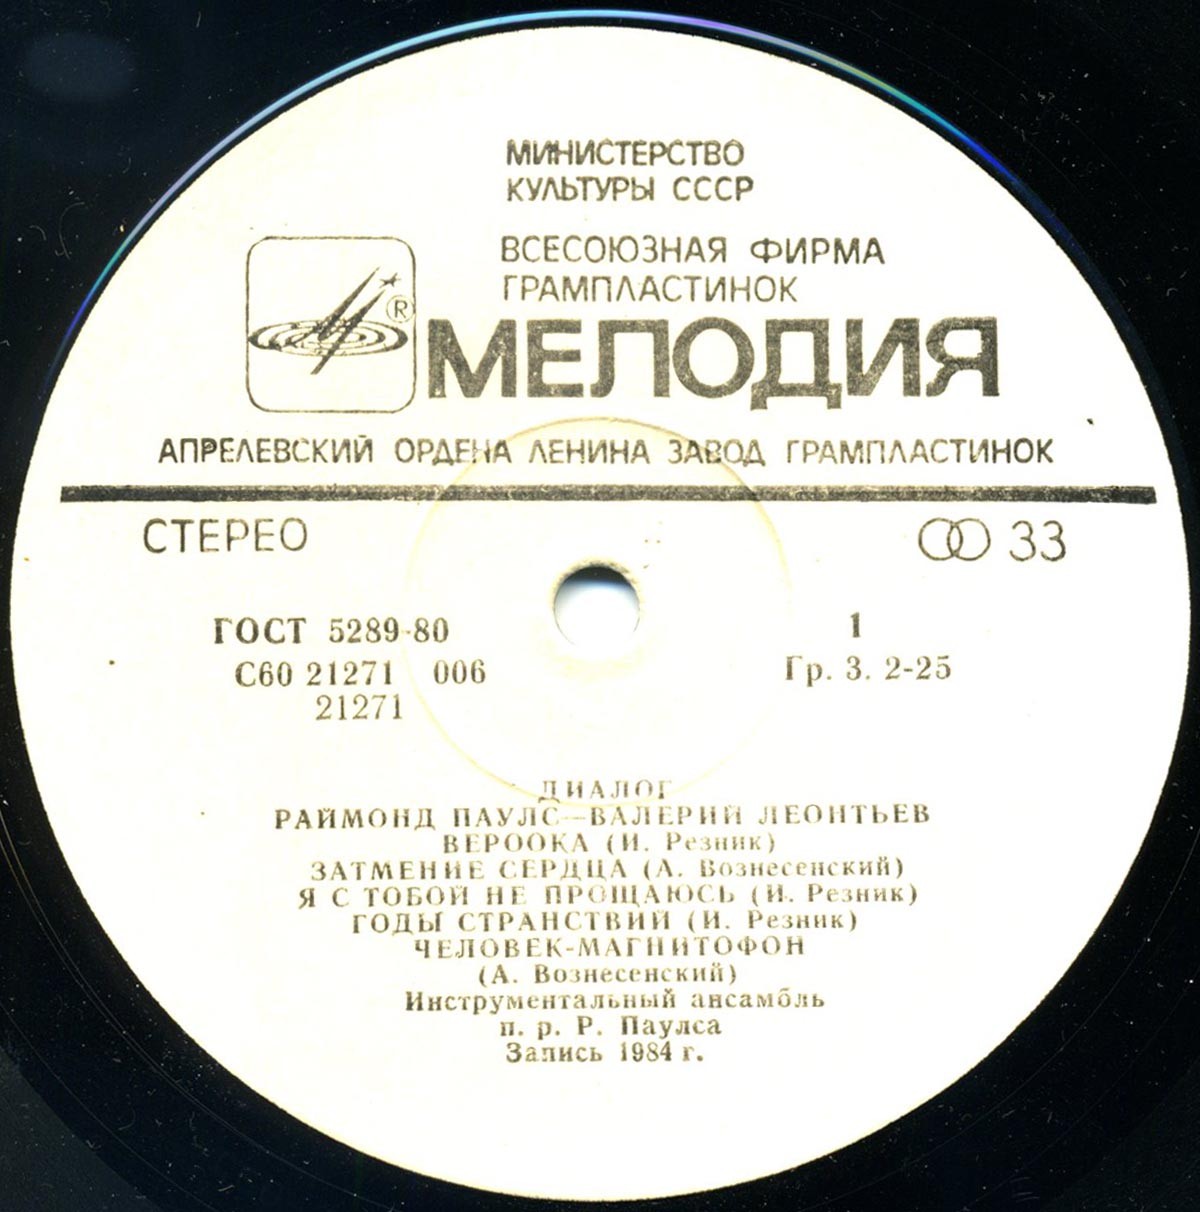 МИНИСТЕРСТВО
КУЛЬТУРЫ СССР
ВСЕСОЮЗНАЯ ФИРМА
ГРАМПЛАСТИНОК
®
МЕЛОДИЯ
АПРЕЛЕВСКИЙ ОРДЕНА ЛЕНИНА ЗАВОД ГРАМПЛАСТИНОК
СТЕРЕО 33
ГОСТ 5289-80 1
С60 21271 006 Гр. 3. 2-25
21271
ДИАЛОГ
РАЙМОНД ПАУЛС—ВАЛЕРИЙ ЛЕОНТЬЕВ
ВЕРООКА (И. Резник)
ЗАТМЕНИЕ СЕРДЦА (А. Вознесенский)
Я С ТОБОЙ НЕ ПРОЩАЮСЬ (И. Резник)
ГОДЫ СТРАНСТВИЙ (И. Резник)
ЧЕЛОВЕК-МАГНИТОФОН
(А. Вознесенский)
Инструментальный ансамбль
п. р. Р. Паулса
Запись 1984 г.